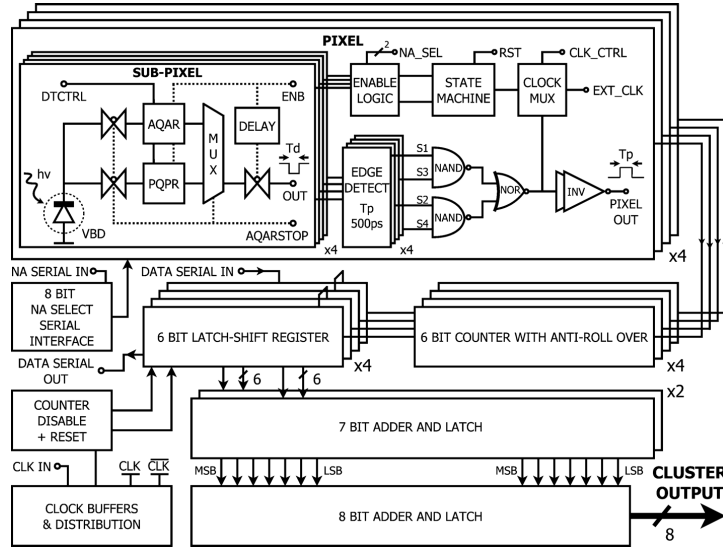 PIXEL
SUB-PIXEL
DTCTRL
ENB
AQAR
MUX
DELAY
Td
hv
PQPR
OUT
VBD
AQARSTOP
x4
2
NA_SEL
RST
CLK_CTRL
ENABLE
LOGIC
STATE
MACHINE
CLOCK
MUX
EXT_CLK
EDGE
DETECT
Tp
500ps
x4
S1
S3
S2
S4
NAND
NAND
NOR
INV
Tp
PIXEL
OUT
x4
NA SERIAL IN
8 BIT
NA SELECT
SERIAL
INTERFACE
DATA SERIAL IN
6 BIT LATCH-SHIFT REGISTER
x4
6 BIT COUNTER WITH ANTI-ROLL OVER
x4
DATA SERIAL
OUT
6
6
x2
COUNTER
DISABLE
+ RESET
7 BIT ADDER AND LATCH
CLK IN
CLK
CLK
MSB
LSB
MSB
LSB
CLOCK BUFFERS
& DISTRIBUTION
8 BIT ADDER AND LATCH
CLUSTER
OUTPUT
8